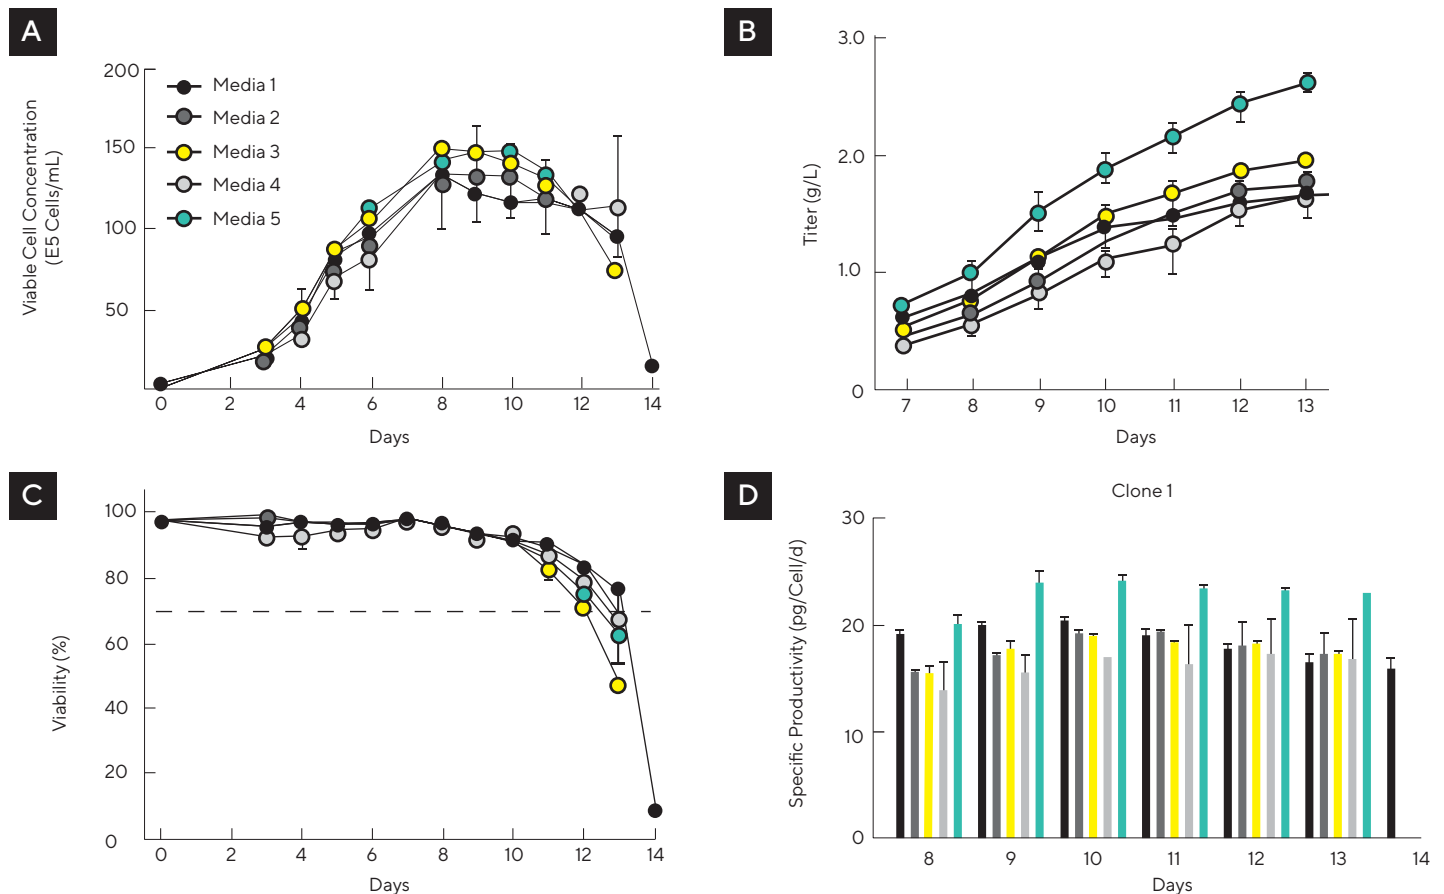 A
Viable Cell Concentration
(E5 Cells/mL)
200
150
100
50
Media 1
Media 2
Media 3
Media 4
Media 5
0 2 4 6 8 10 12 14
Days
B
Titer (g/L)
3.0
2.0
1.0
0
7 8 9 10 11 12 13
Days
C
Viability (%)
100
80
60
40
20
0
0 2 4 6 8 10 12 14
Days
D
Clone 1
Specific Productivity (pg/Cell/d)
30
20
10
0
8 9 10 11 12 13 14
Days